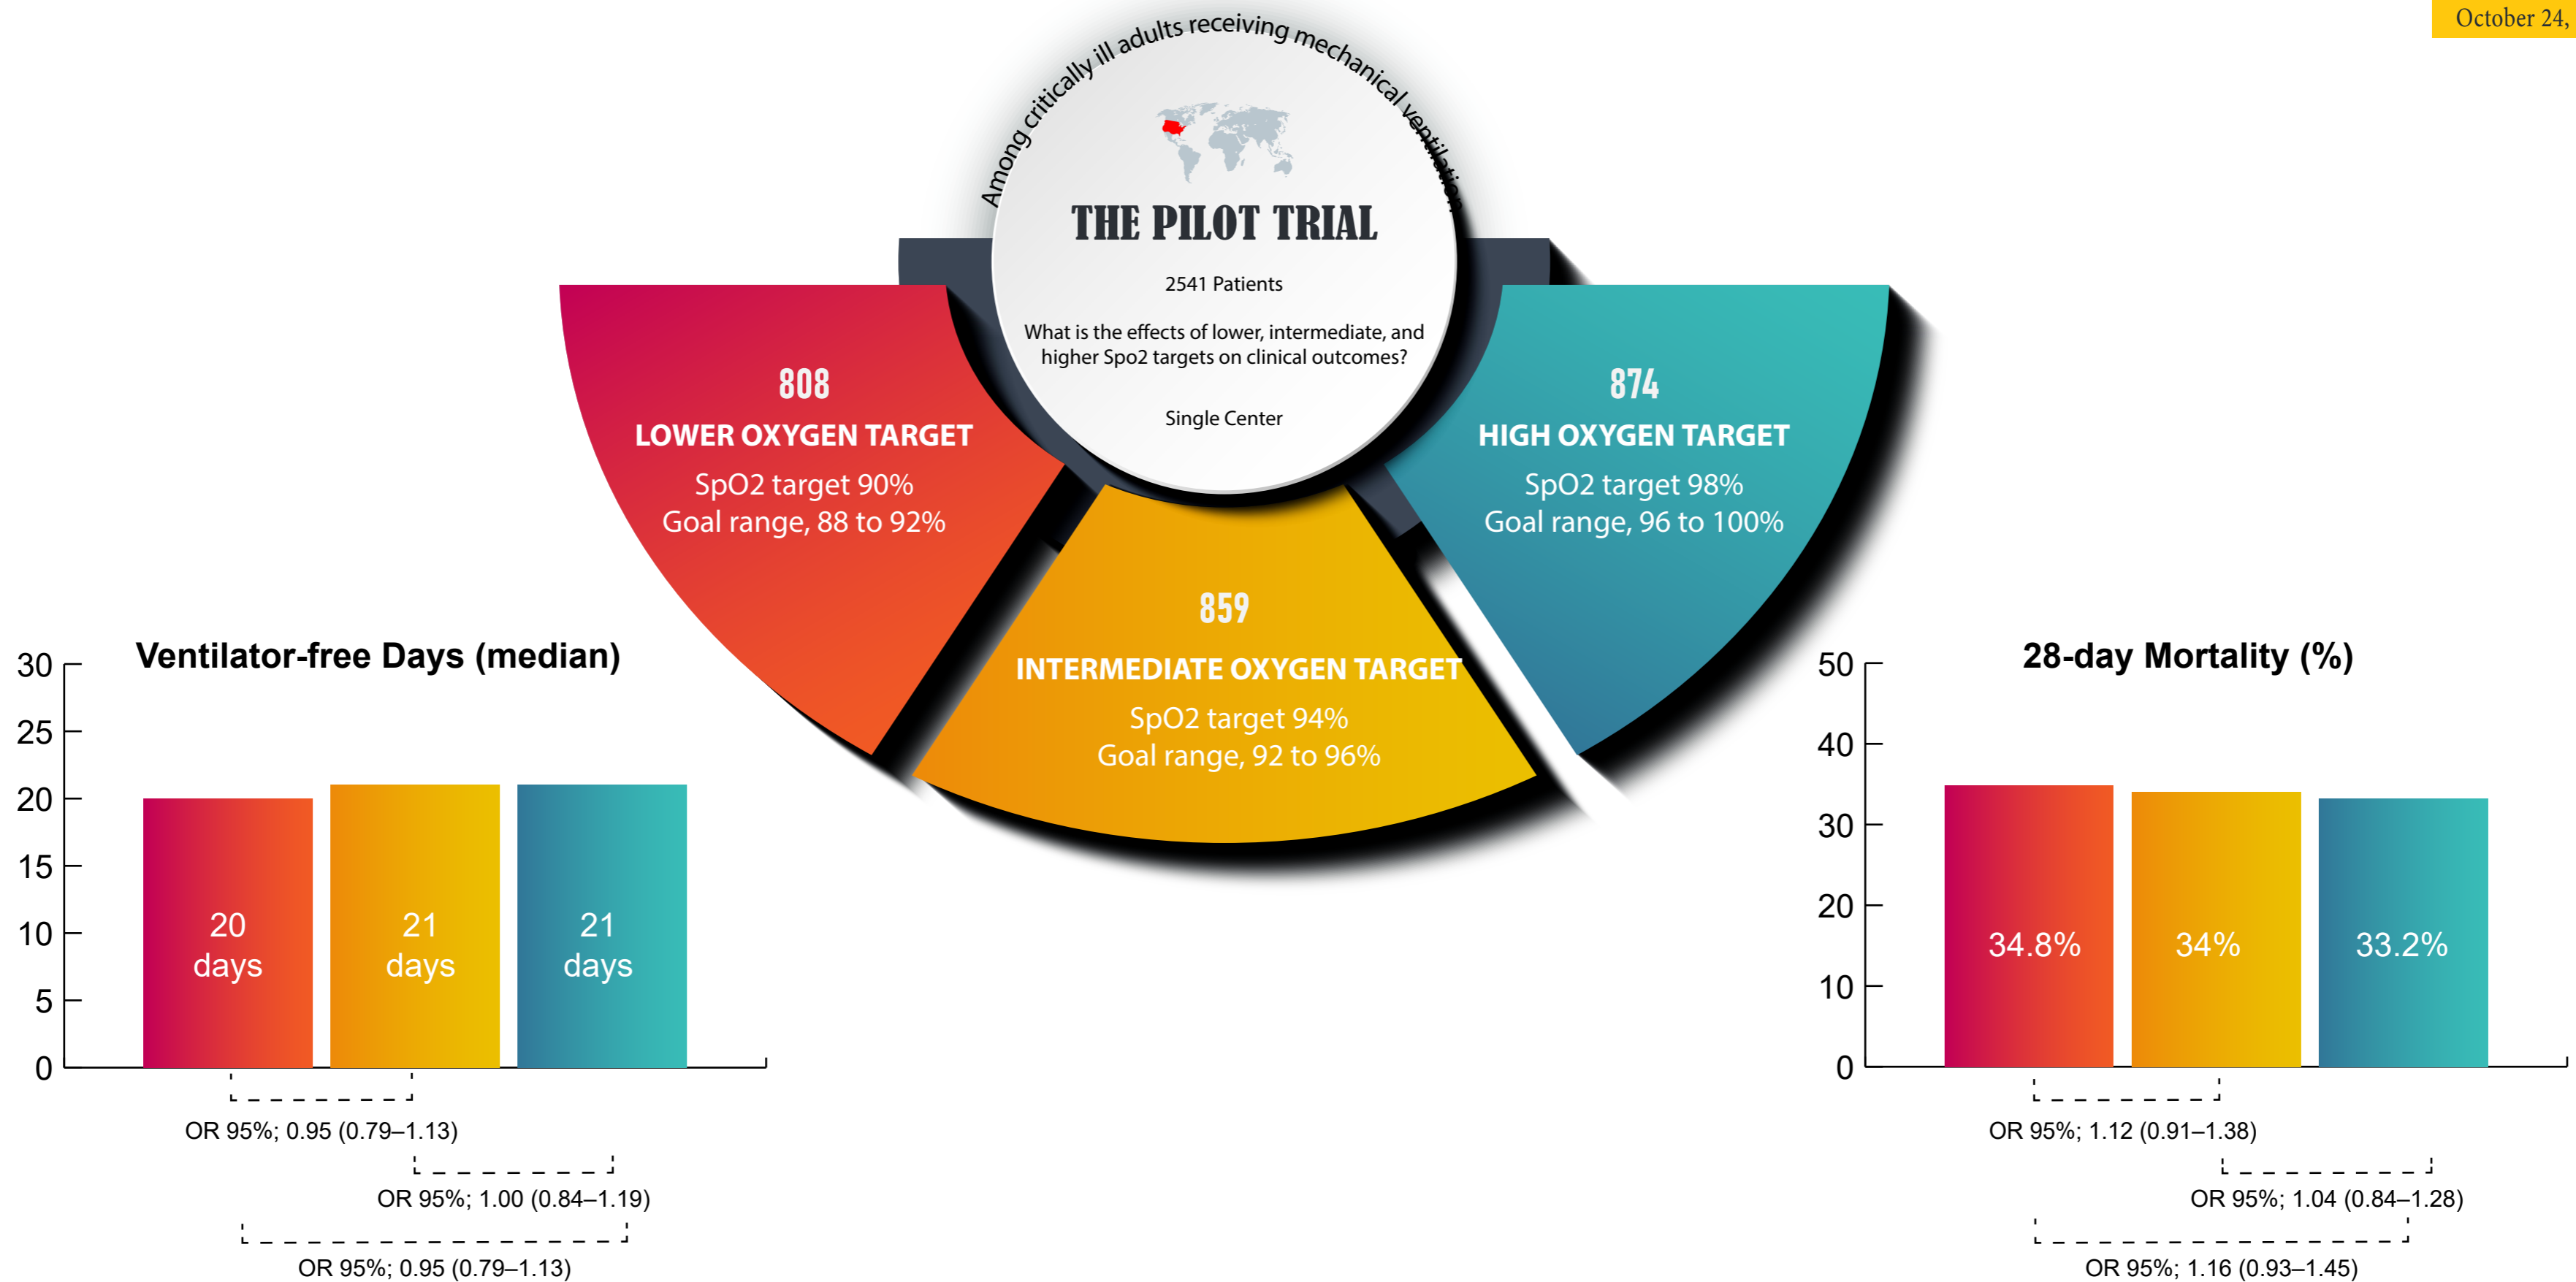 October 24,
Among critically ill adults receiving mechanical ventilation,
THE PILOT TRIAL
2541 Patients
What is the effects of lower, intermediate, and
higher Spo2 targets on clinical outcomes?
Single Center
808
LOWER OXYGEN TARGET
SpO2 target 90%
Goal range, 88 to 92%
859
INTERMEDIATE OXYGEN TARGET
SpO2 target 94%
Goal range, 92 to 96%
874
HIGH OXYGEN TARGET
SpO2 target 98%
Goal range, 96 to 100%
Ventilator-free Days (median)
30
25
20
15
10
5
0
20
days
21
days
21
days
OR 95%; 0.95 (0.79–1.13)
OR 95%; 1.00 (0.84–1.19)
OR 95%; 0.95 (0.79–1.13)
28-day Mortality (%)
50
40
30
20
10
0
34.8%
34%
33.2%
OR 95%; 1.12 (0.91–1.38)
OR 95%; 1.04 (0.84–1.28)
OR 95%; 1.16 (0.93–1.45)